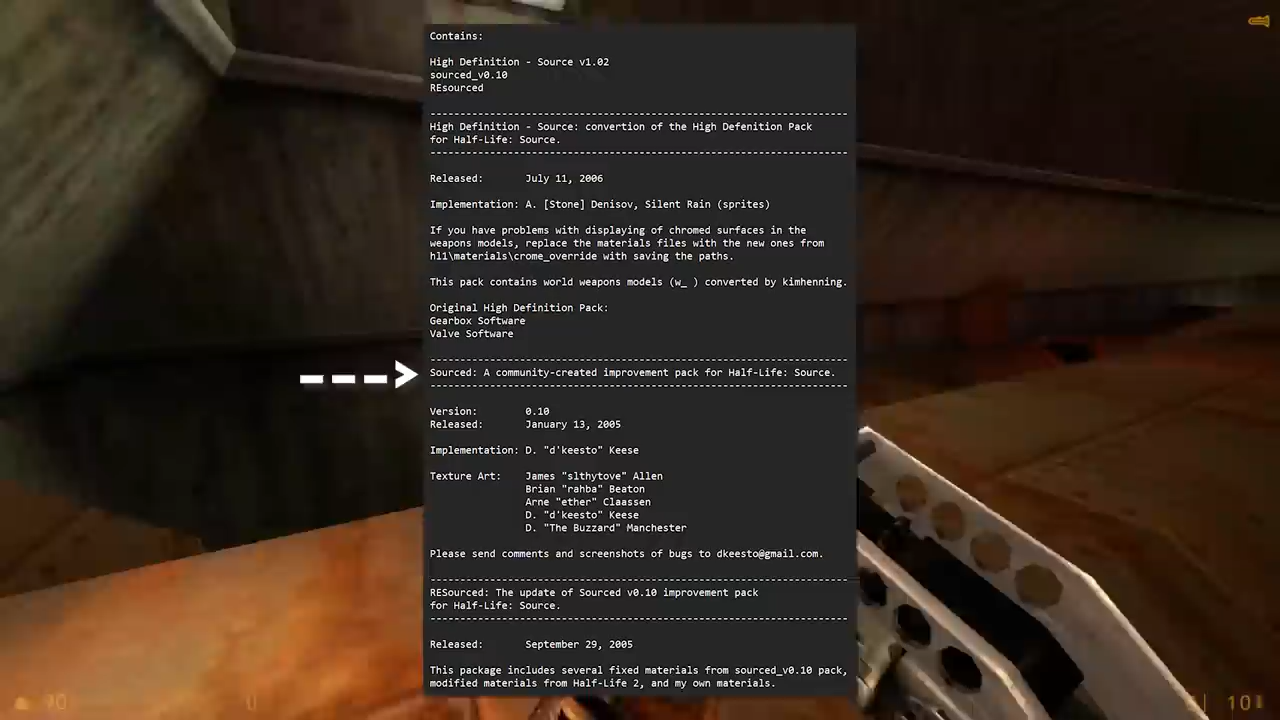 Contains:
High Definition - Source v1.02
sourced_v0.10
REsourced
--------------------------------------------------------------------
High Definition - Source: convertion of the High Defenition Pack
for Half-Life: Source.
--------------------------------------------------------------------
Released: July 11, 2006
Implementation: A. [Stone] Denisov, Silent Rain (sprites)
If you have problems with displaying of chromed surfaces in the
weapons models, replace the materials files with the new ones from
hl1\materials\crome_override with saving the paths.
This pack contains world weapons models (w_ ) converted by kimhenning.
Original High Definition Pack:
Gearbox Software
Valve Software
--------------------------------------------------------------------
Sourced: A community-created improvement pack for Half-Life: Source.
--------------------------------------------------------------------
Version: 0.10
Released: January 13, 2005
Implementation: D. "d'keesto" Keese
Texture Art: James "slthytove" Allen
Brian "rahba" Beaton
Arne "ether" Claassen
D. "d'keesto" Keese
D. "The Buzzard" Manchester
Please send comments and screenshots of bugs to dkeesto@gmail.com.
--------------------------------------------------------------------
RESourced: The update of Sourced v0.10 improvement pack
for Half-Life: Source.
--------------------------------------------------------------------
Released: September 29, 2005
This package includes several fixed materials from sourced_v0.10 pack,
modified materials from Half-Life 2, and my own materials.
90 0 10